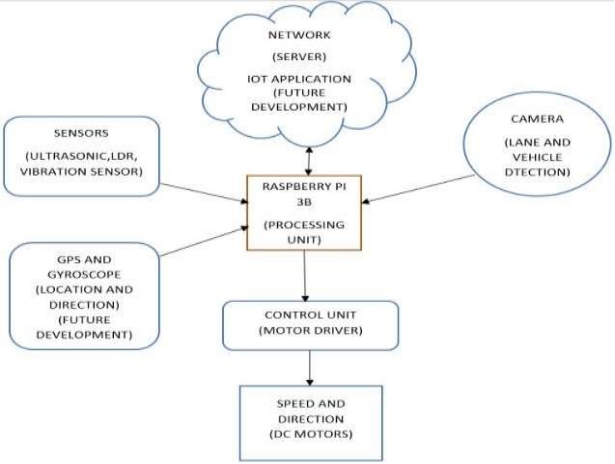 NETWORK
(SERVER)
IOT APPLICATION
(FUTURE
DEVELOPMENT)
SENSORS
(ULTRASONIC,LDR,
VIBRATION SENSOR)
CAMERA
(LANE AND
VEHICLE
DTECTION)
RASPBERRY PI
3B
(PROCESSING
UNIT)
GPS AND
GYROSCOPE
(LOCATION AND
DIRECTION)
(FUTURE
DEVELOPMENT)
CONTROL UNIT
(MOTOR DRIVER)
SPEED AND
DIRECTION
(DC MOTORS)